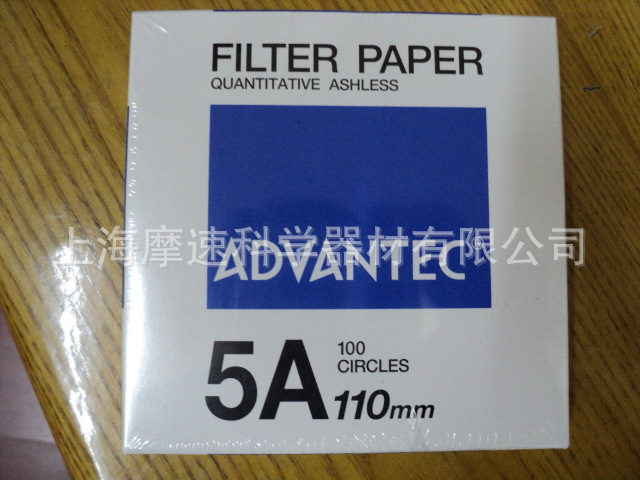 FILTER PAPER
QUANTITATIVE ASHLESS
上海摩速科学器材有限公司
ADVANTEC®
5A
100
CIRCLES
110mm